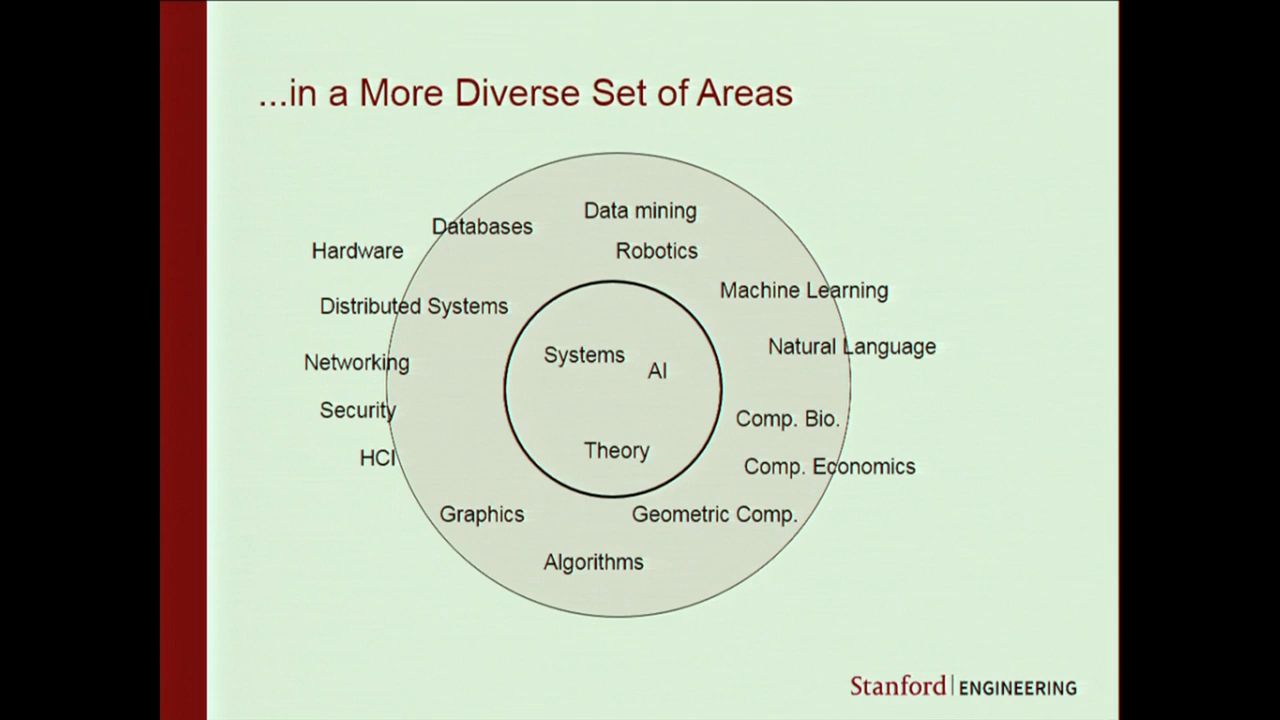 ...in a More Diverse Set of Areas
Data mining
Databases
Hardware
Robotics
Machine Learning
Distributed Systems
Natural Language
Systems
Networking
AI
Security
Comp. Bio.
Theory
HCI
Comp. Economics
Graphics
Geometric Comp.
Algorithms
Stanford | ENGINEERING